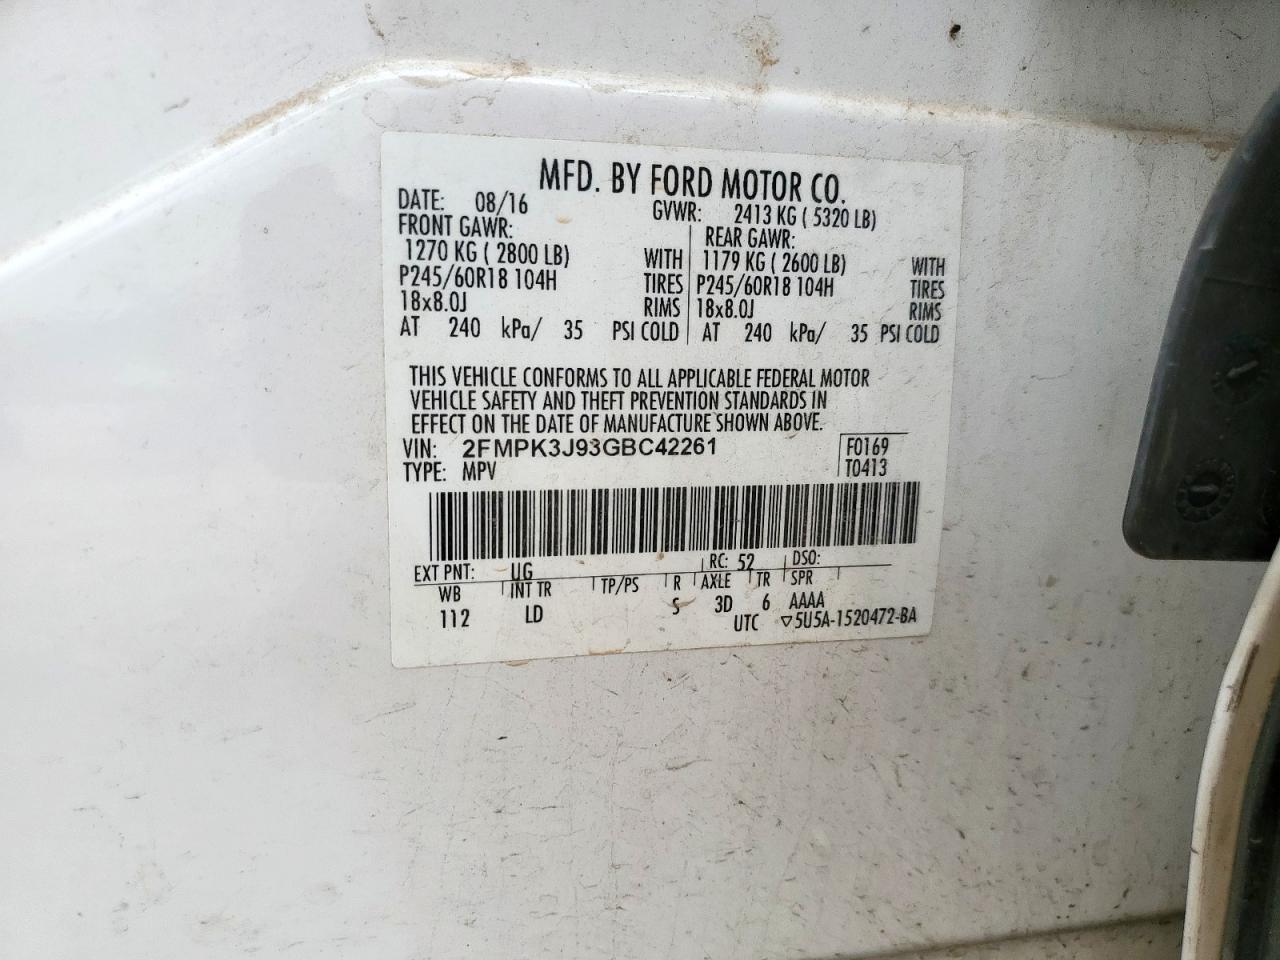 MFD. BY FORD MOTOR CO.
DATE: 08/16 GVWR: 2413 KG ( 5320 LB)
FRONT GAWR: REAR GAWR:
1270 KG ( 2800 LB) WITH 1179 KG ( 2600 LB) WITH
P245/60R18 104H TIRES P245/60R18 104H TIRES
18x8.0J RIMS 18x8.0J RIMS
AT 240 kPa/ 35 PSI COLD AT 240 kPa/ 35 PSI COLD
THIS VEHICLE CONFORMS TO ALL APPLICABLE FEDERAL MOTOR
VEHICLE SAFETY AND THEFT PREVENTION STANDARDS IN
EFFECT ON THE DATE OF MANUFACTURE SHOWN ABOVE.
VIN: 2FMPK3J93GBC42261 F0169
TYPE: MPV T0413
EXT PNT: UG RC: 52 DSO:
WB INT TR TP/PS R AXLE TR SPR
112 LD S 3D 6 AAAA
UTC ▽5U5A-1520472-BA